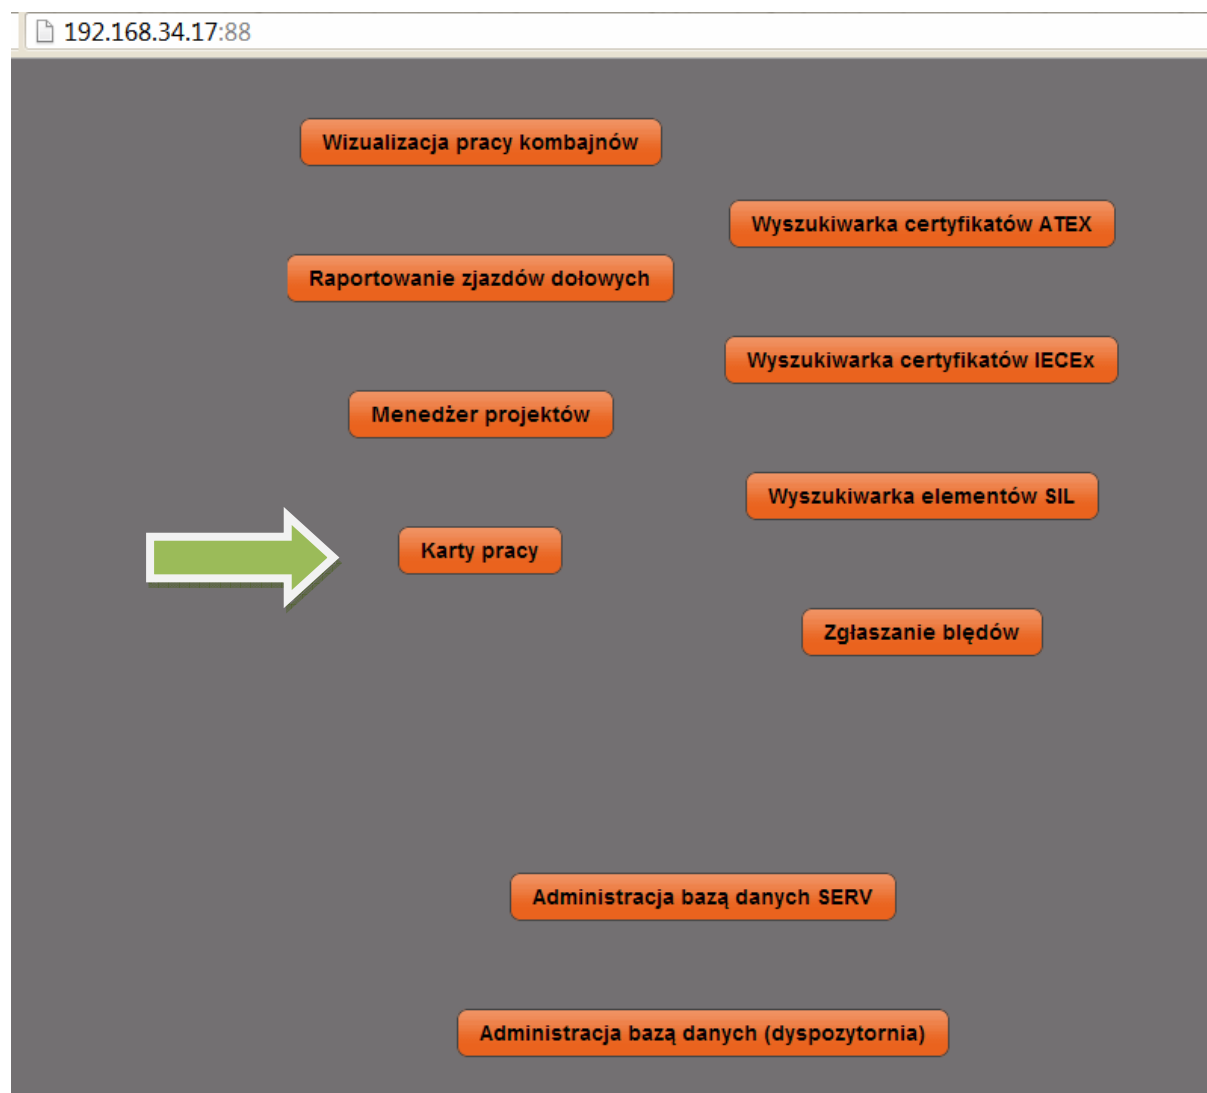 192.168.34.17:88
Wizualizacja pracy kombajnów
Wyszukiwarka certyfikatów ATEX
Raportowanie zjazdów dołowych
Wyszukiwarka certyfikatów IECEx
Menedżer projektów
Wyszukiwarka elementów SIL
Karty pracy
Zgłaszanie błędów
Administracja bazą danych SERV
Administracja bazą danych (dyspozytornia)